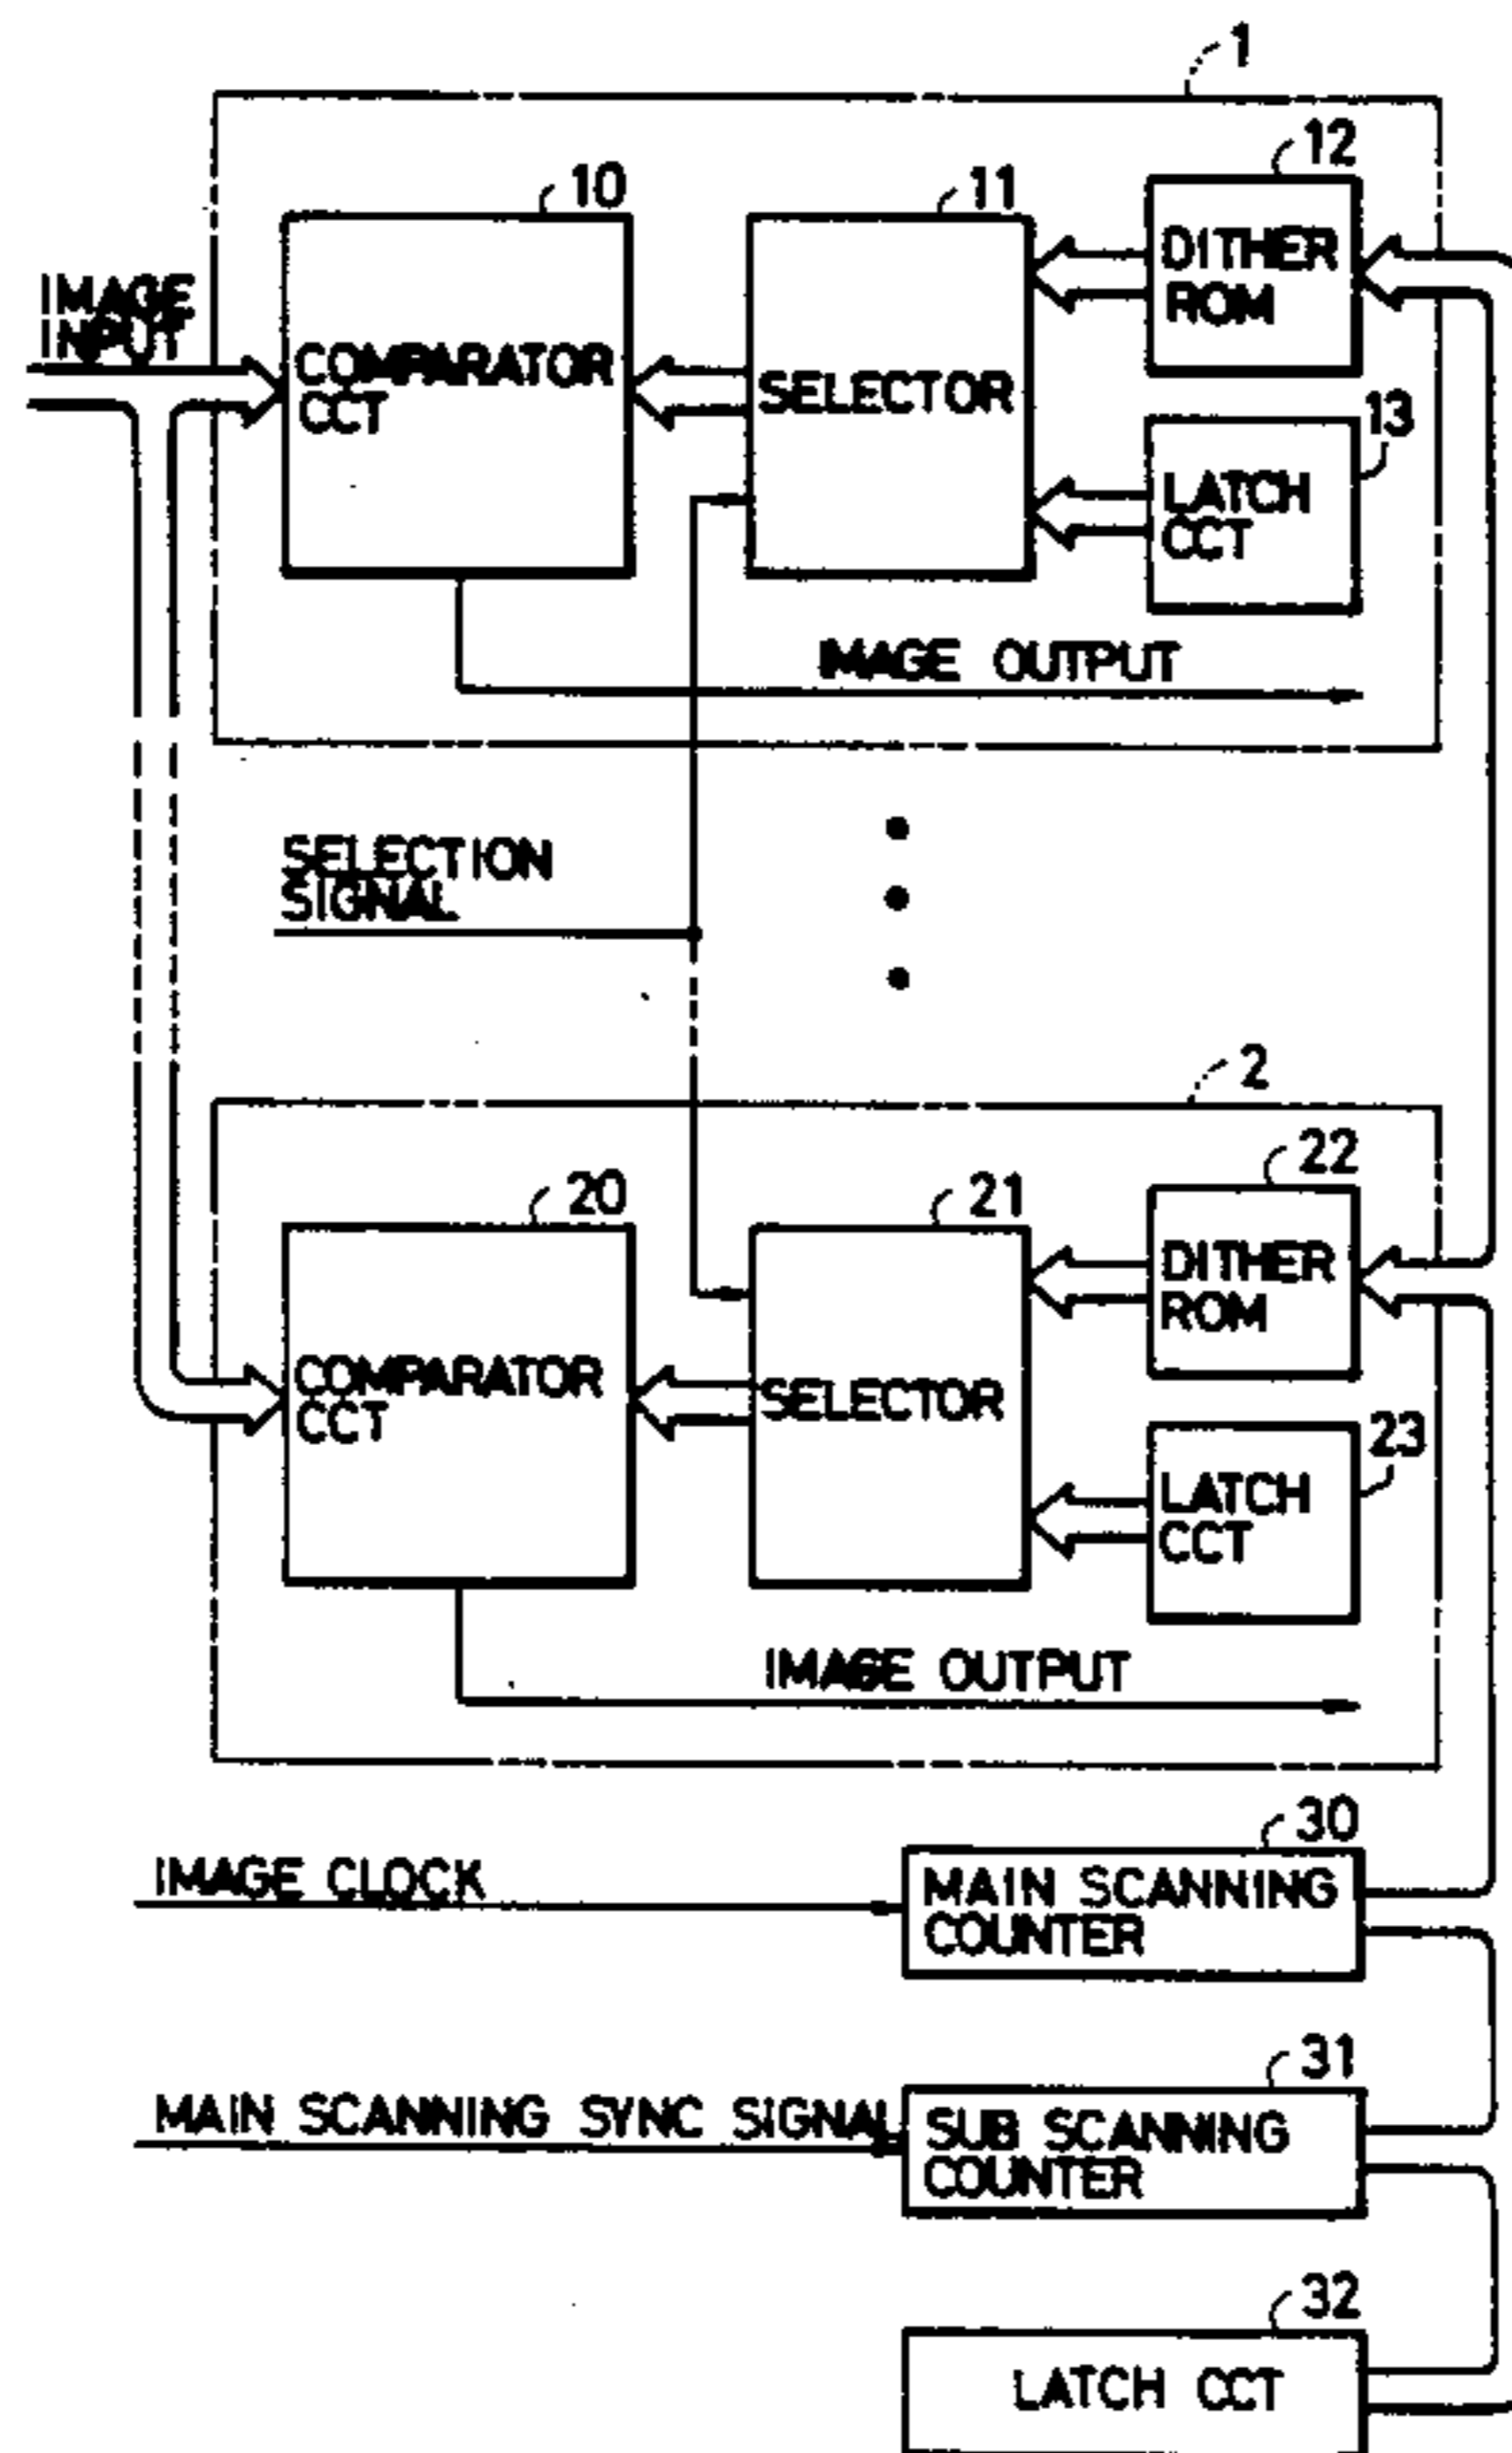 1
12
10
11
DITHER
ROM
IMAGE
INPUT
COMPARATOR
CCT
SELECTOR
13
LATCH
CCT
IMAGE OUTPUT
SELECTION
SIGNAL
2
22
20
21
DITHER
ROM
COMPARATOR
CCT
SELECTOR
23
LATCH
CCT
IMAGE OUTPUT
30
IMAGE CLOCK
MAIN SCANNING
COUNTER
31
MAIN SCANNING SYNC SIGNAL
SUB SCANNING
COUNTER
32
LATCH CCT